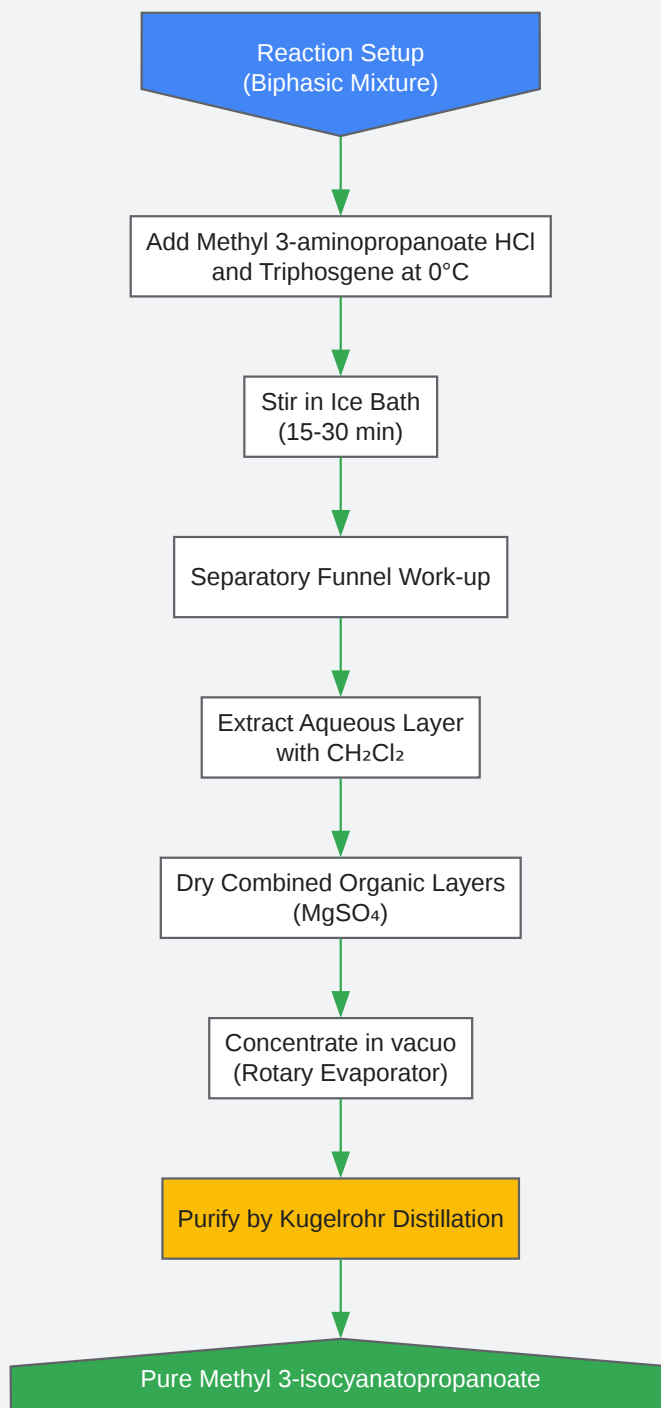 Reaction Setup
(Biphasic Mixture)
Add Methyl 3-aminopropanoate HCl
and Triphosgene at 0°C
Stir in Ice Bath
(15-30 min)
Separatory Funnel Work-up
Extract Aqueous Layer
with CH₂Cl₂
Dry Combined Organic Layers
(MgSO₄)
Concentrate in vacuo
(Rotary Evaporator)
Purify by Kugelrohr Distillation
Pure Methyl 3-isocyanatopropanoate